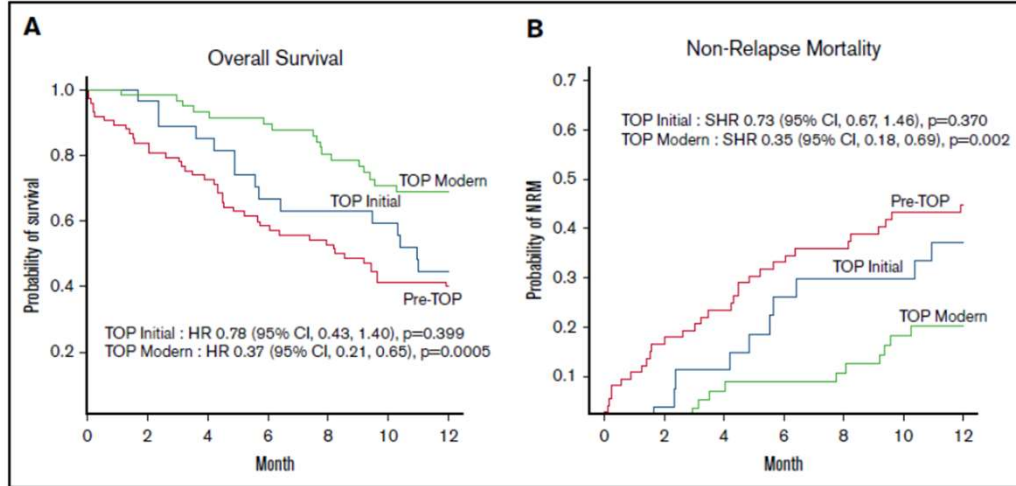 A
Overall Survival
1.0
0.8
0.6
0.4
0.2
Probability of survival
TOP Modern
TOP Initial
Pre-TOP
TOP Initial : HR 0.78 (95% CI, 0.43, 1.40), p=0.399
TOP Modern : HR 0.37 (95% CI, 0.21, 0.65), p=0.0005
0 2 4 6 8 10 12
Month
B
Non-Relapse Mortality
0.7
0.6
0.5
0.4
0.3
0.2
0.1
Probability of NRM
TOP Initial : SHR 0.73 (95% CI, 0.67, 1.46), p=0.370
TOP Modern : SHR 0.35 (95% CI, 0.18, 0.69), p=0.002
Pre-TOP
TOP Initial
TOP Modern
0 2 4 6 8 10 12
Month